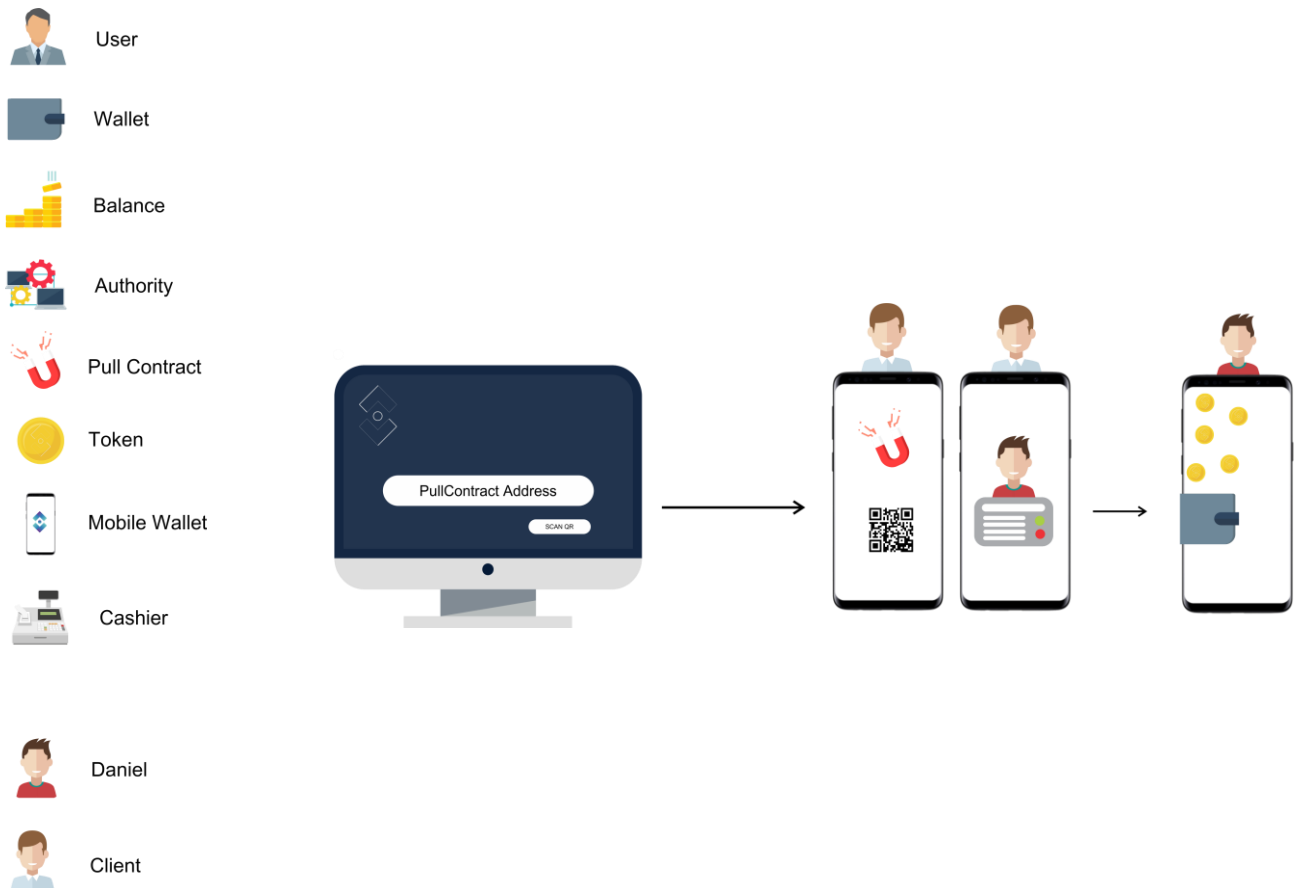 User
Wallet
Balance
Authority
Pull Contract
Token
Mobile Wallet
Cashier
Daniel
Client
PullContract Address
SCAN QR